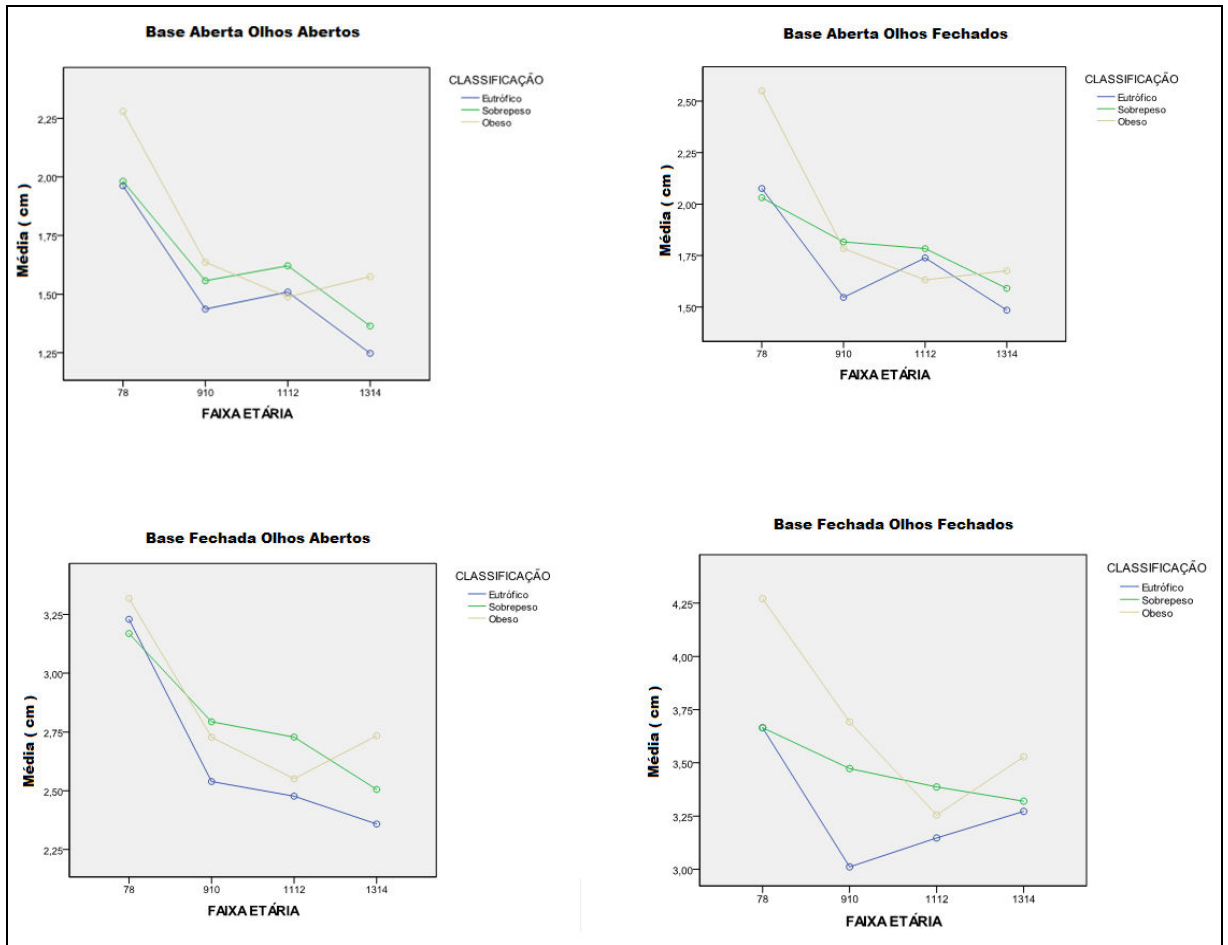 Base Aberta Olhos Abertos
CLASSIFICAÇÃO
Eutrófico
Sobrepeso
Obeso
Média ( cm )
2,25
2,00
1,75
1,50
1,25
78
910
1112
1314
FAIXA ETÁRIA
Base Aberta Olhos Fechados
CLASSIFICAÇÃO
Eutrófico
Sobrepeso
Obeso
Média ( cm )
2,50
2,25
2,00
1,75
1,50
78
910
1112
1314
FAIXA ETÁRIA
Base Fechada Olhos Abertos
CLASSIFICAÇÃO
Eutrófico
Sobrepeso
Obeso
Média ( cm )
3,25
3,00
2,75
2,50
2,25
78
910
1112
1314
FAIXA ETÁRIA
Base Fechada Olhos Fechados
CLASSIFICAÇÃO
Eutrófico
Sobrepeso
Obeso
Média ( cm )
4,25
4,00
3,75
3,50
3,25
3,00
78
910
1112
1314
FAIXA ETÁRIA